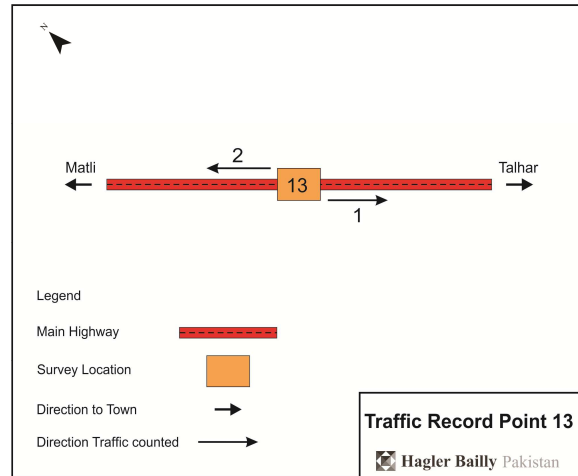 N
2
Matli
Talhar
13
1
Legend
Main Highway
Survey Location
Direction to Town
Direction Traffic counted
Traffic Record Point 13
Hagler Bailly Pakistan